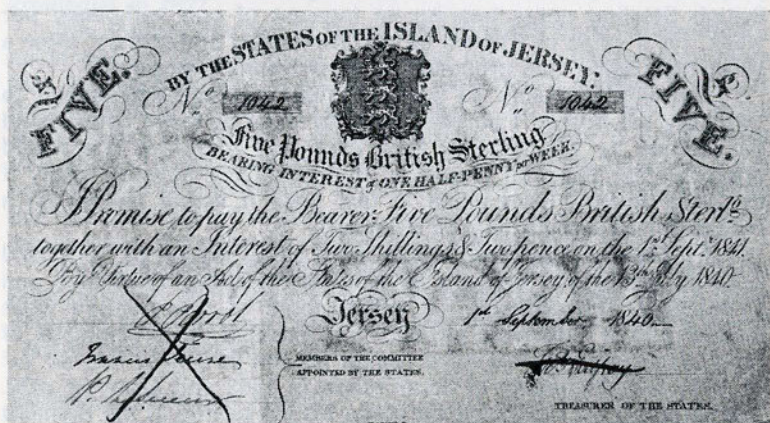 BY THE STATES OF THE ISLAND OF JERSEY.
FIVE.
FIVE.
No 1042
No 1042
Five Pounds British Sterling
BEARING INTEREST of ONE HALF-PENNY per WEEK.
I Promise to pay the Bearer Five Pounds British Sterlg
together with an Interest of Two Shillings & Twopence on the 1st Septr. 1841.
By Virtue of an Act of the States of the Island of Jersey of the 13th July 1840.
Jersey 1st September 1840
MEMBERS OF THE COMMITTEE
APPOINTED BY THE STATES.
TREASURER OF THE STATES.